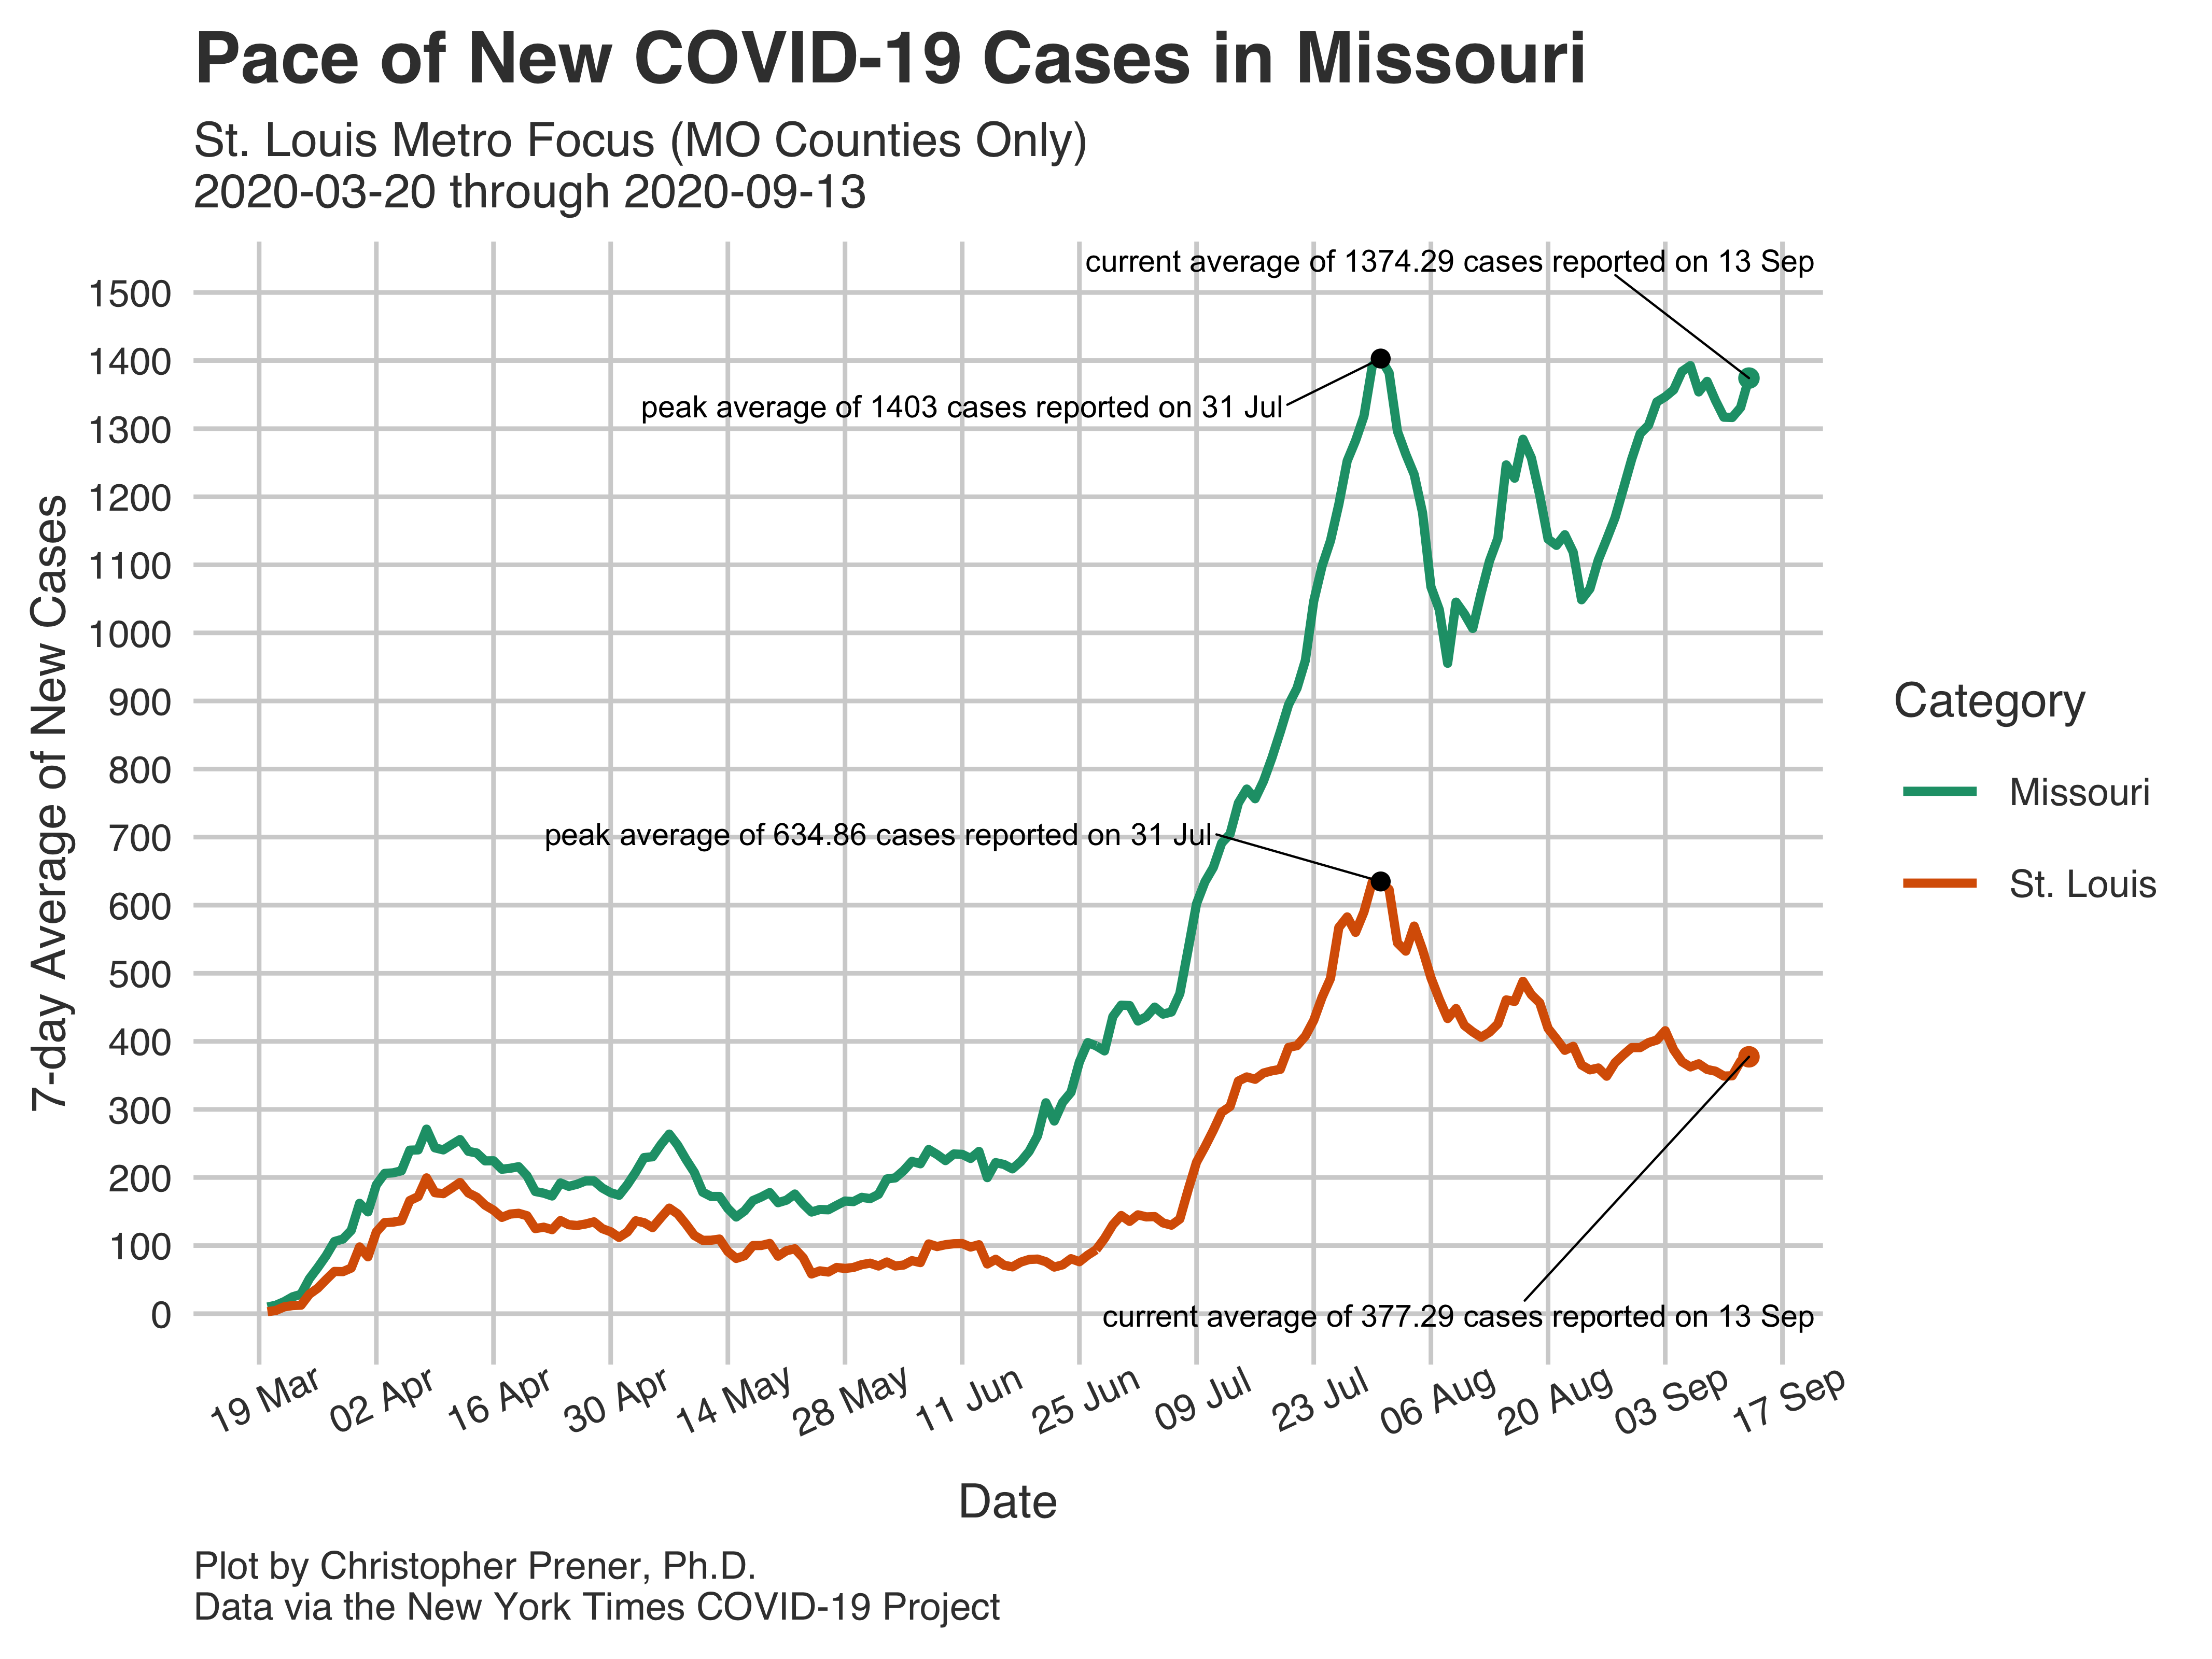 Pace of New COVID-19 Cases in Missouri
St. Louis Metro Focus (MO Counties Only)
2020-03-20 through 2020-09-13
current average of 1374.29 cases reported on 13 Sep
1500
1400
peak average of 1403 cases reported on 31 Jul
1300
1200
1100
1000
900
800
peak average of 634.86 cases reported on 31 Jul
700
600
500
400
300
200
100
0
current average of 377.29 cases reported on 13 Sep
7-day Average of New Cases
Category
Missouri
St. Louis
19 Mar
02 Apr
16 Apr
30 Apr
14 May
28 May
11 Jun
25 Jun
09 Jul
23 Jul
06 Aug
20 Aug
03 Sep
17 Sep
Date
Plot by Christopher Prener, Ph.D.
Data via the New York Times COVID-19 Project